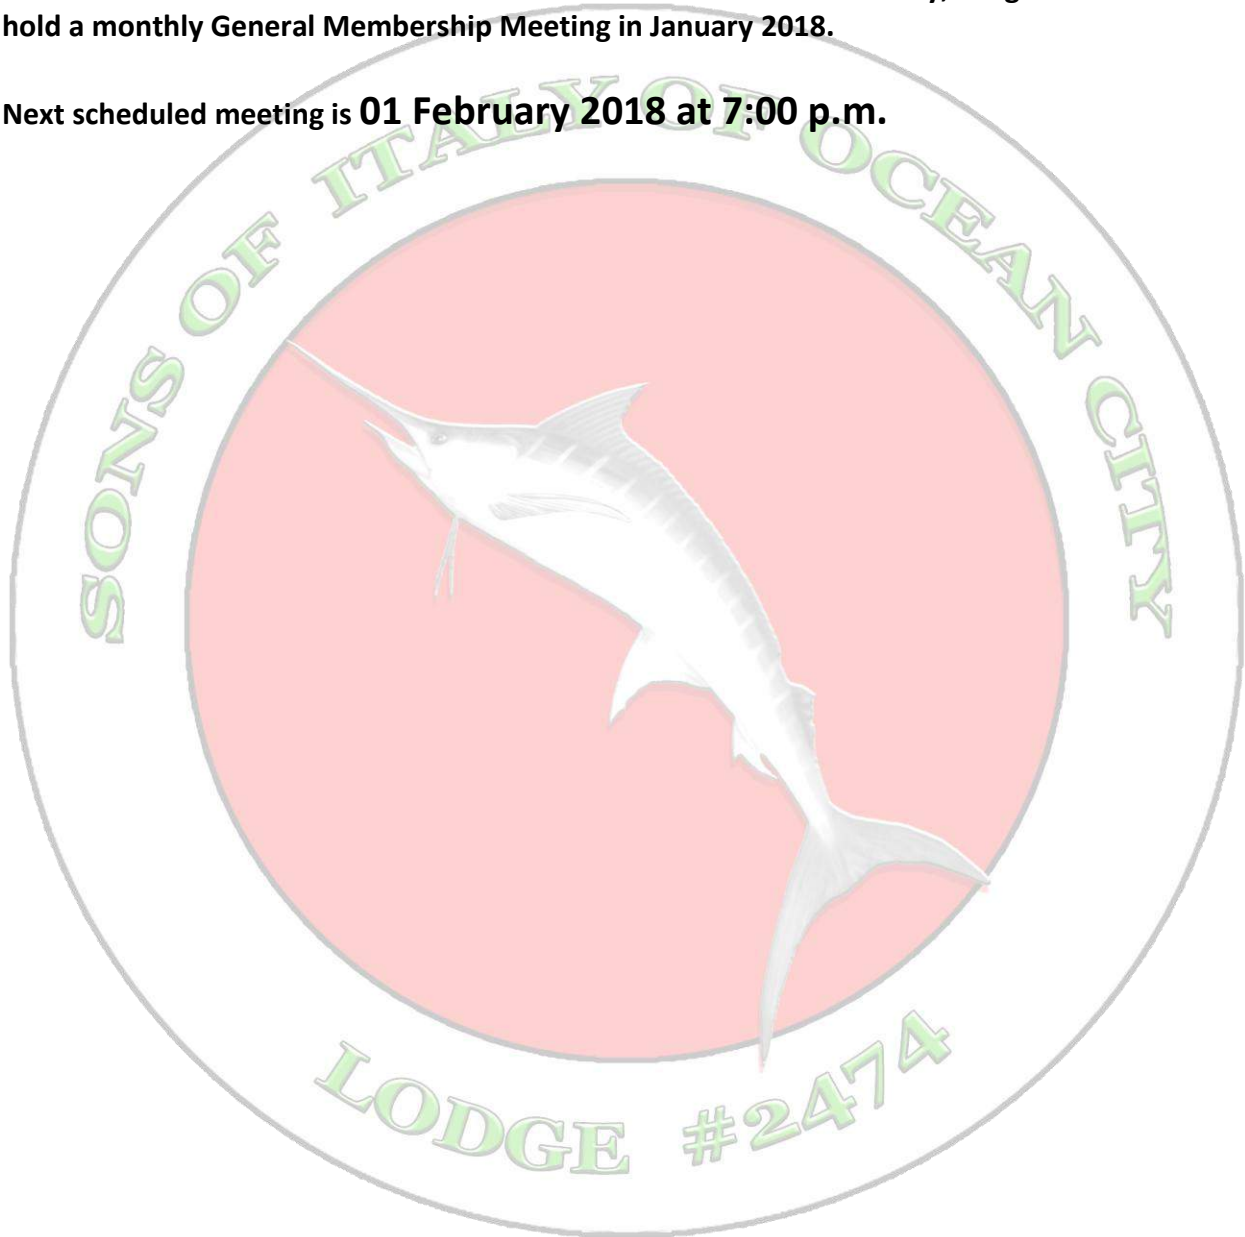 hold a monthly General Membership Meeting in January 2018.
Next scheduled meeting is 01 February 2018 at 7:00 p.m.
SONS OF ITALY OF OCEAN CITY
LODGE #2474